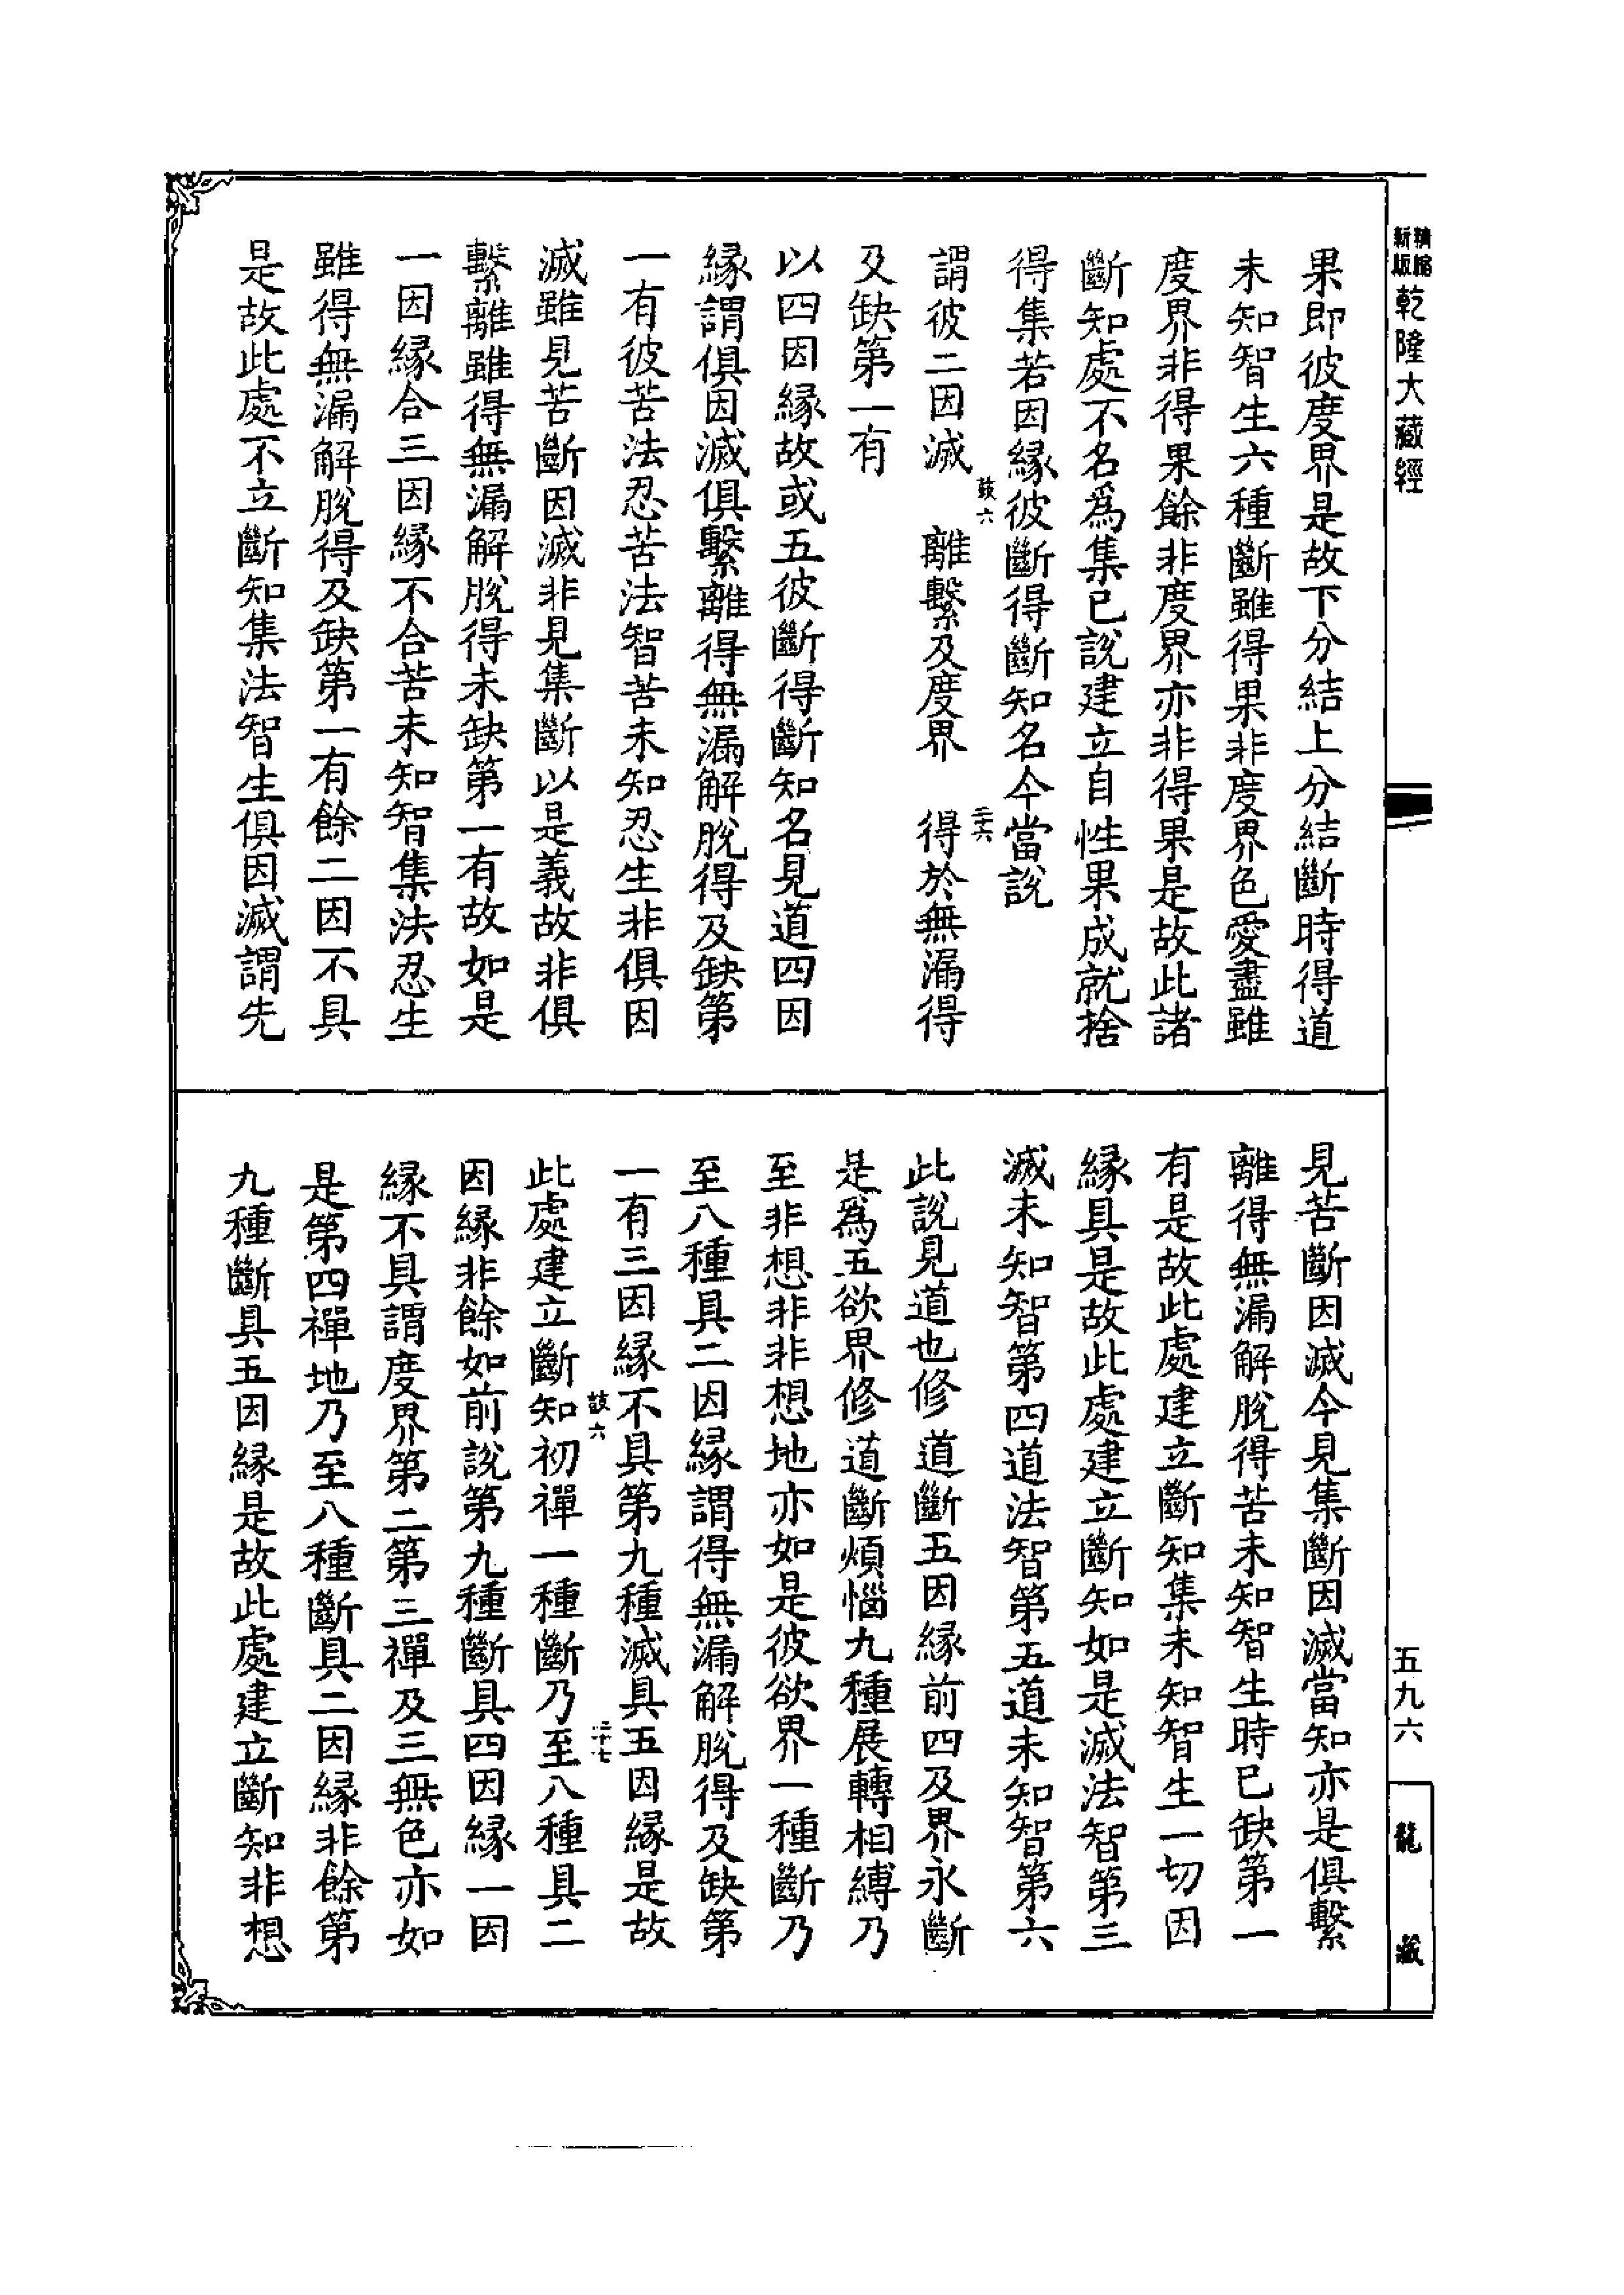 新版
精縮
乾隆大藏經
果即彼度界是故下分結上分結斷時得道
未知智生六種斷雖得果非度界色愛盡雖
度界非得果餘非度界亦非得果是故此諸
斷知處不名爲集已說建立自性果成就捨
得集若因緣彼斷得斷知名今當說
謂彼二因滅　離繫及度界　得於無漏得
及缺第一有
以四因緣故或五彼斷得斷知名見道四因
緣謂俱因滅俱繫離得無漏解脫得及缺第
一有彼苦法忍苦法智苦未知忍生非俱因
滅雖見苦斷因滅非見集斷以是義故非俱
繫離雖得無漏解脫得未缺第一有故如是
一因緣合三因緣不合苦未知智集法忍生
雖得無漏解脫得及缺第一有餘二因不具
是故此處不立斷知集法智生俱因滅謂先
鼓六
二十六
見苦斷因滅今見集斷因滅當知亦是俱繫
離得無漏解脫得苦未知智生時已缺第一
有是故此處建立斷知集未知智生一切因
緣具是故此處建立斷知如是滅法智第三
滅未知智第四道法智第五道未知智第六
此說見道也修道斷五因緣前四及界永斷
是爲五欲界修道斷煩惱九種展轉相縛乃
至非想非非想地亦如是彼欲界一種斷乃
至八種具二因緣謂得無漏解脫得及缺第
一有三因緣不具第九種滅具五因緣是故
此處建立斷知初禪一種斷乃至八種具二
因緣非餘如前說第九種斷具四因緣一因
緣不具謂度界第二第三禪及三無色亦如
是第四禪地乃至八種斷具二因緣非餘第
九種斷具五因緣是故此處建立斷知非想
鼓六
二十七
五九六
龍藏